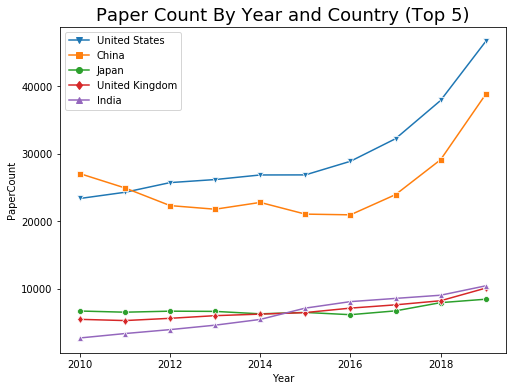 Paper Count By Year and Country (Top 5)
United States
China
Japan
United Kingdom
India
PaperCount
40000
30000
20000
10000
2010 2012 2014 2016 2018
Year